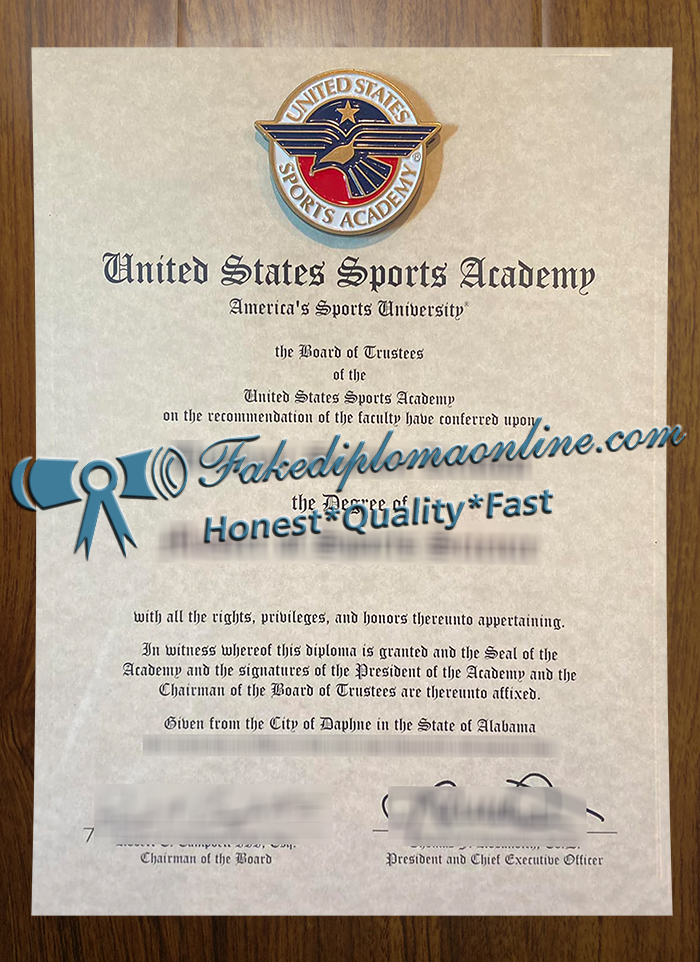 UNITED STATES
SPORTS ACADEMY®
United States Sports Academy
America's Sports University®
the Board of Trustees
of the
United States Sports Academy
on the recommendation of the faculty have conferred upon
Fakediplomaonline.com
the Degree of
Honest*Quality*Fast
with all the rights, privileges, and honors thereunto appertaining.
In witness whereof this diploma is granted and the Seal of the
Academy and the signatures of the President of the Academy and the
Chairman of the Board of Trustees are thereunto affixed.
Given from the City of Daphne in the State of Alabama
Chairman of the Board
President and Chief Executive Officer